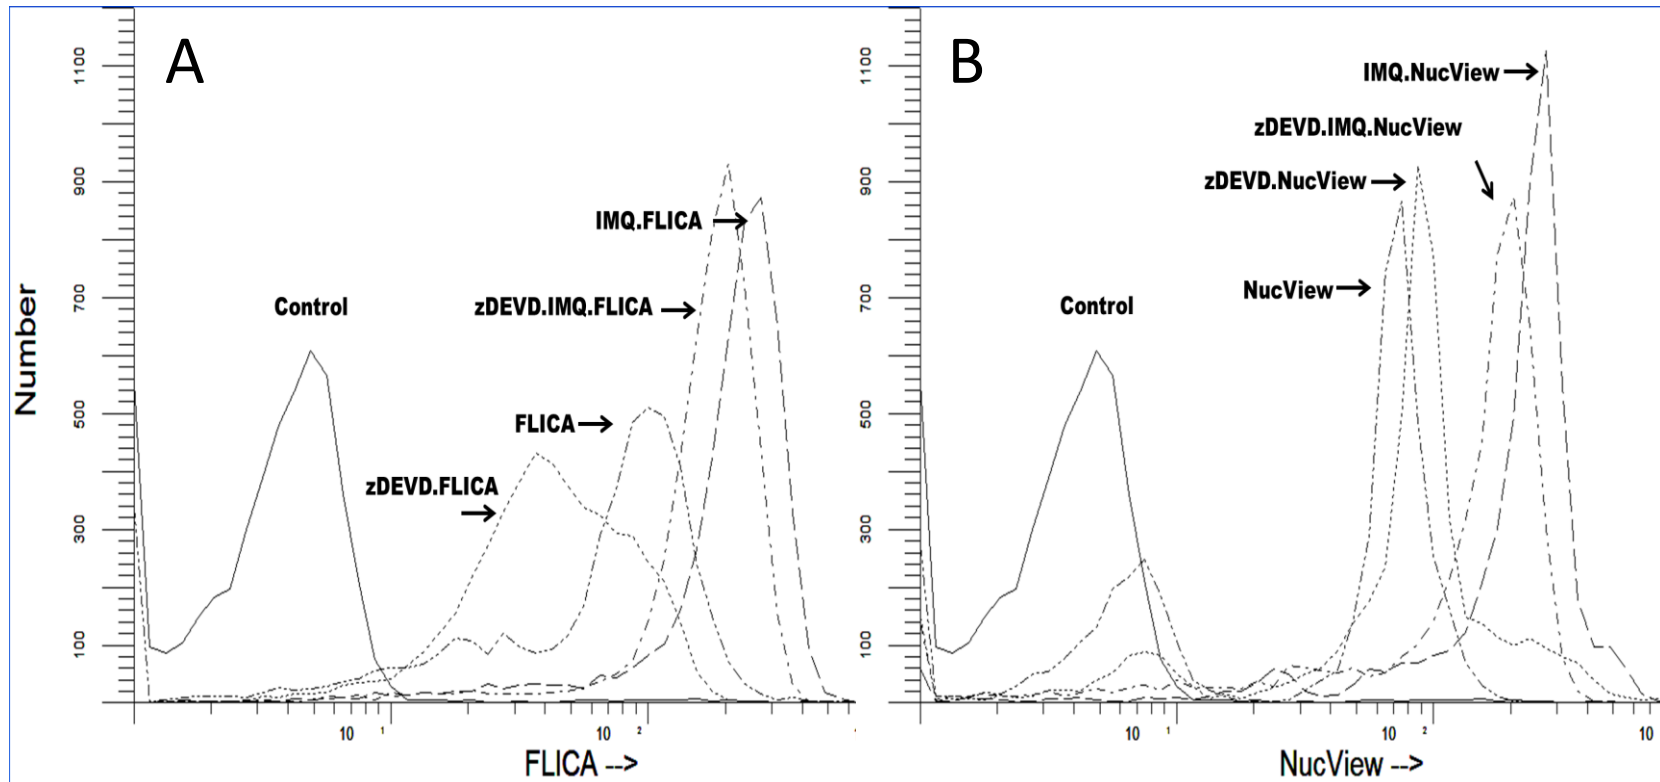 A
B
Number
1100
900
700
500
300
100
Control
zDEVD.FLICA
FLICA
zDEVD.IMQ.FLICA
IMQ.FLICA
10 1
10 2
FLICA -->
1100
900
700
500
300
100
Control
NucView
zDEVD.NucView
zDEVD.IMQ.NucView
IMQ.NucView
10 1
10 2
10
NucView -->